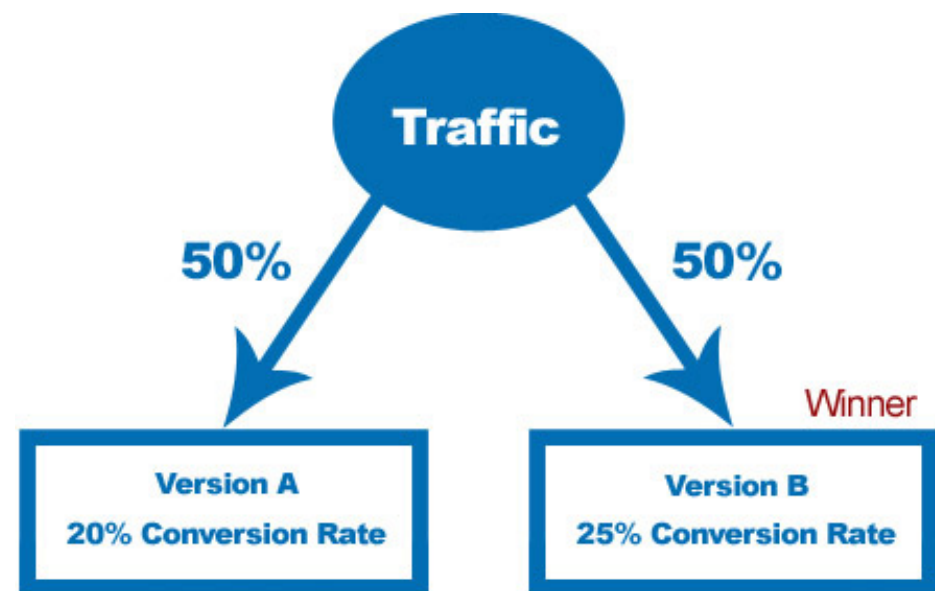 Traffic
50%
50%
Winner
Version A
20% Conversion Rate
Version B
25% Conversion Rate